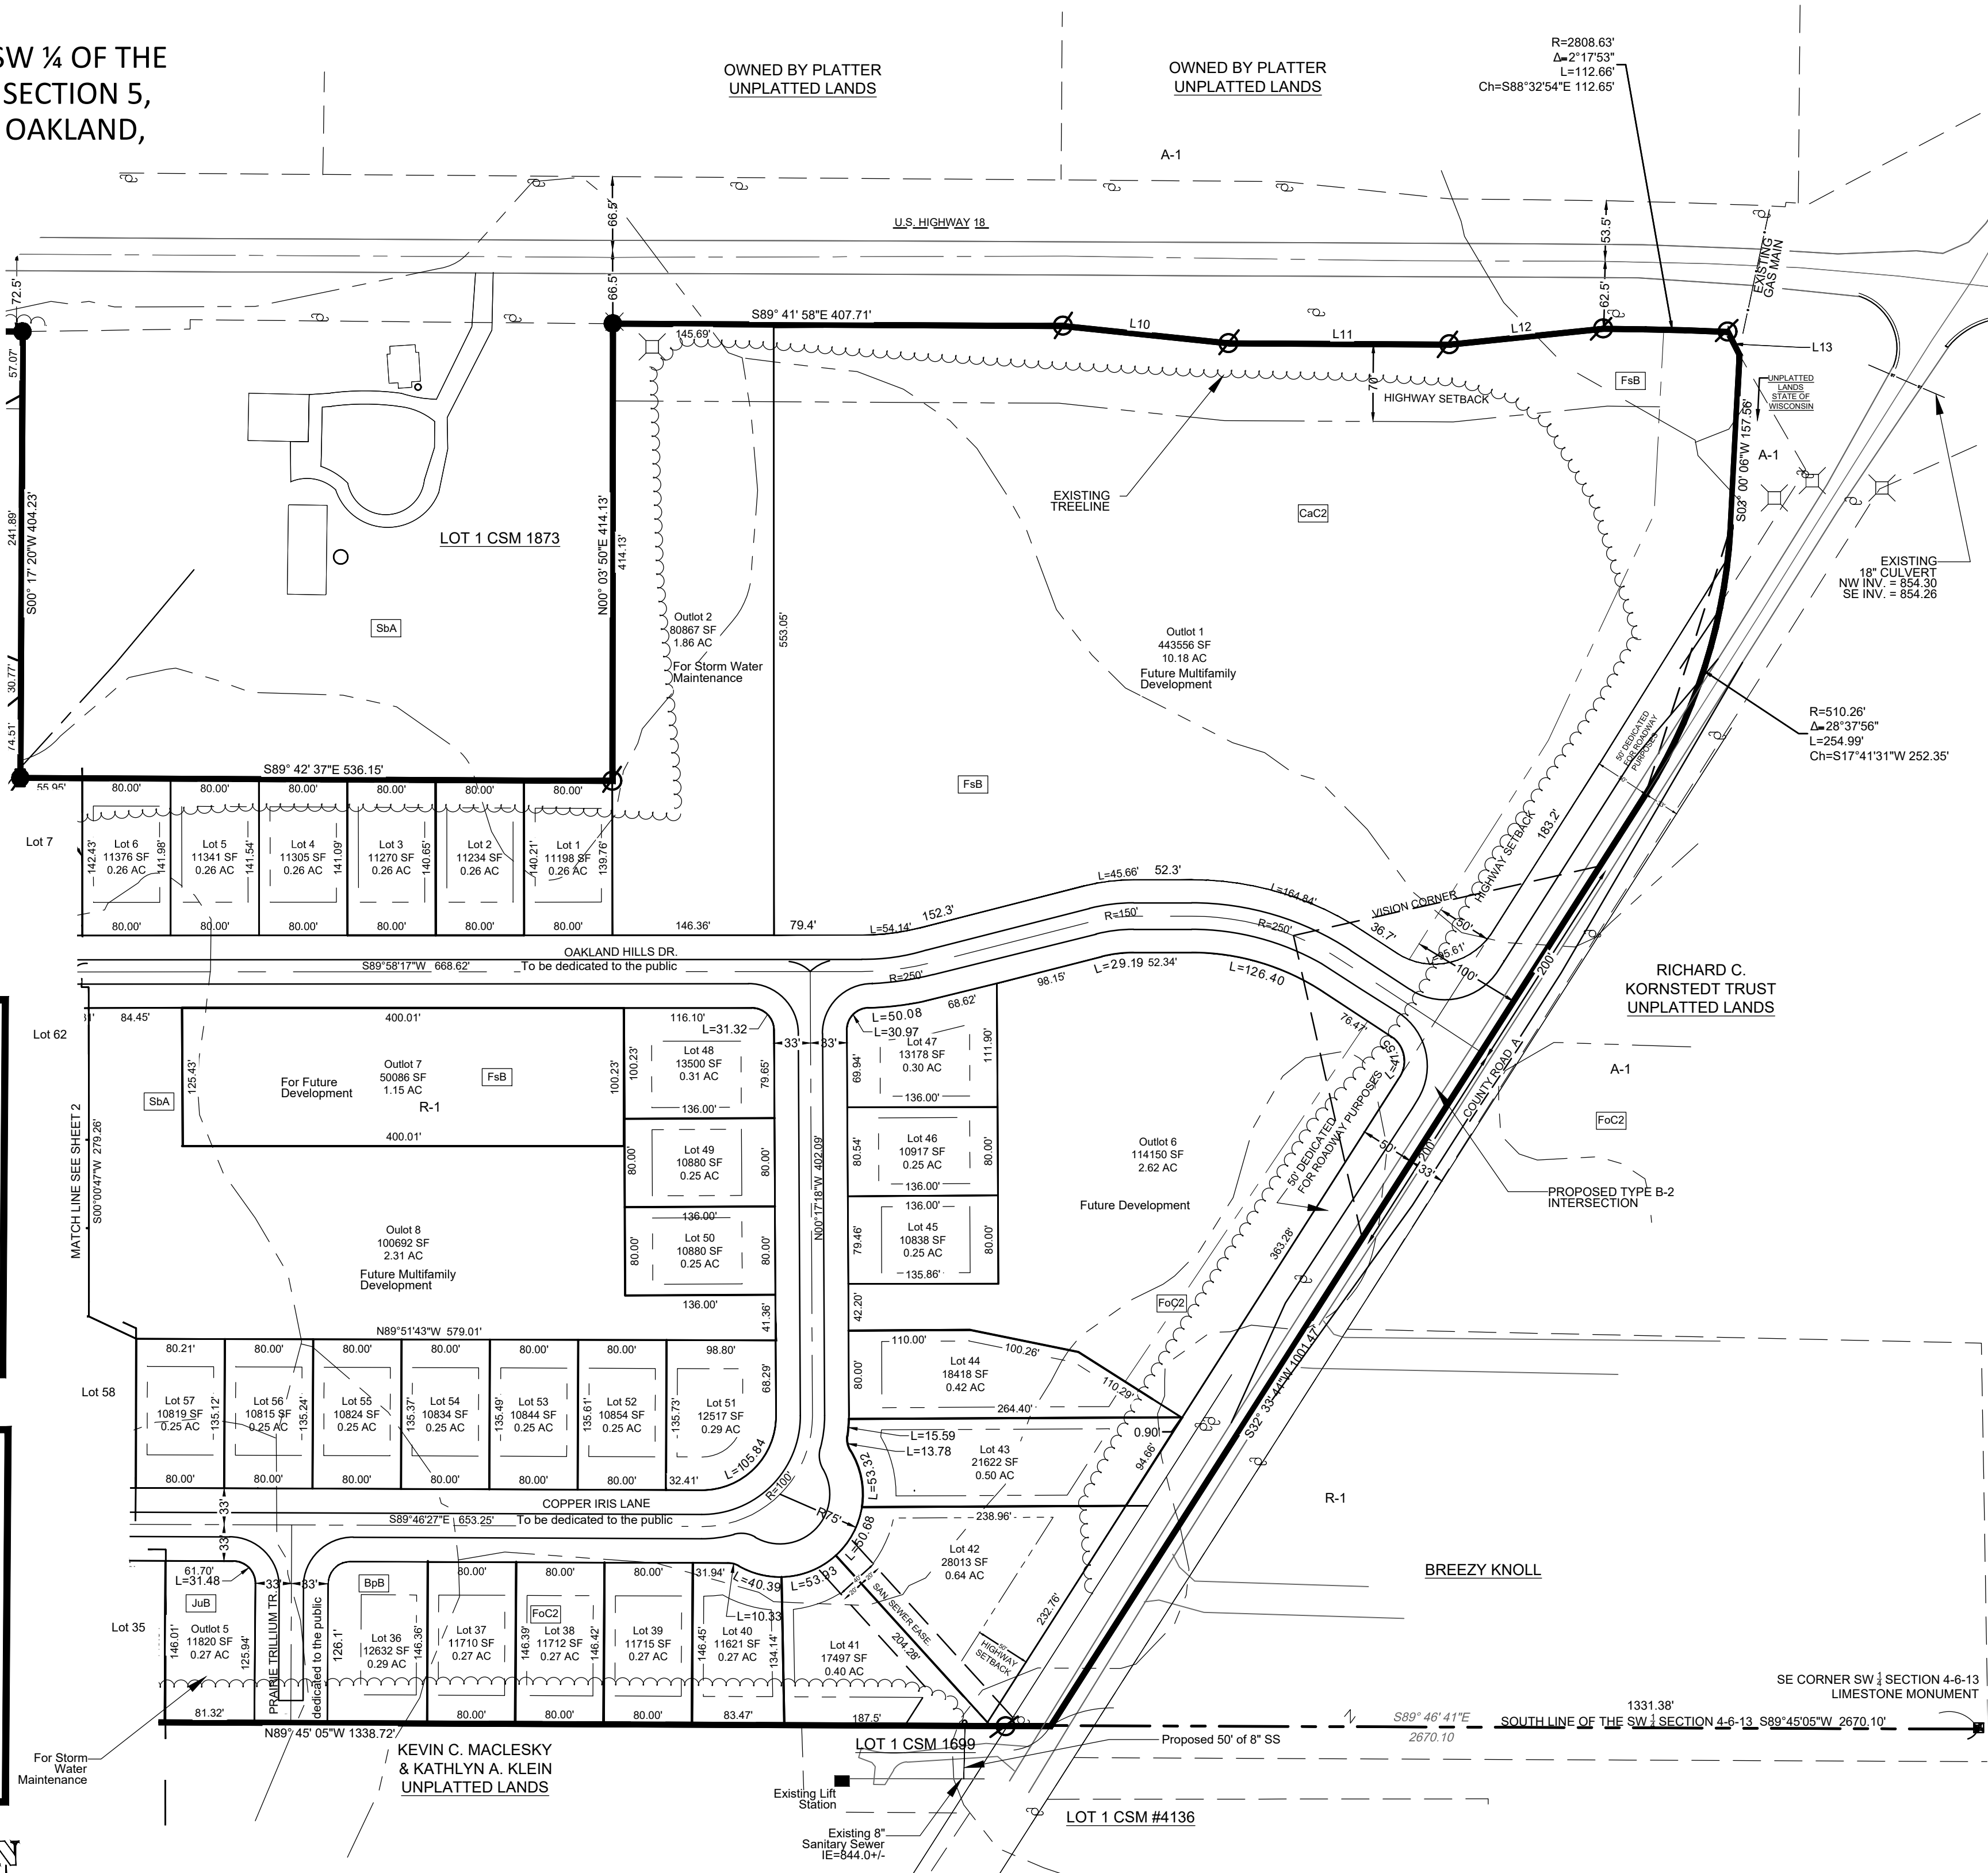 SW ¼ OF THE
SECTION 5,
OAKLAND,
OWNED BY PLATTER
UNPLATTED LANDS
OWNED BY PLATTER
UNPLATTED LANDS
R=2808.63'
Δ=2°17'53"
L=112.66'
Ch=S88°32'54"E 112.65'
A-1
66.5'
U.S. HIGHWAY 18
53.5'
EXISTING
GAS MAIN
72.5'
66.5'
62.5'
S89° 41' 58"E 407.71'
145.69'
L10
L11
L12
L13
57.07'
70'
HIGHWAY SETBACK
FsB
UNPLATTED
LANDS
STATE OF
WISCONSIN
S03° 00' 06"W 157.56'
A-1
241.89'
S00° 17' 20"W 404.23'
30.77'
74.51'
LOT 1 CSM 1873
N00° 03' 50"E 414.13'
414.13'
EXISTING
TREELINE
CaC2
EXISTING
18" CULVERT
NW INV. = 854.30
SE INV. = 854.26
SbA
Outlot 2
80867 SF
1.86 AC
For Storm Water
Maintenance
553.05'
Outlot 1
443556 SF
10.18 AC
Future Multifamily
Development
50' DEDICATED
FOR ROADWAY
PURPOSES
R=510.26'
Δ=28°37'56"
L=254.99'
Ch=S17°41'31"W 252.35'
S89° 42' 37"E 536.15'
FsB
55.95'
80.00'
80.00'
80.00'
80.00'
80.00'
80.00'
Lot 7
142.43'
Lot 6
11376 SF
0.26 AC
141.98'
Lot 5
11341 SF
0.26 AC
141.54'
Lot 4
11305 SF
0.26 AC
141.09'
Lot 3
11270 SF
0.26 AC
140.65'
Lot 2
11234 SF
0.26 AC
140.21'
Lot 1
11198 SF
0.26 AC
139.76'
80.00'
80.00'
80.00'
80.00'
80.00'
80.00'
146.36'
79.4'
L=54.14'
152.3'
L=45.66'
52.3'
L=164.84'
VISION CORNER
HIGHWAY SETBACK
183.2'
36.7'
50'
L=95.61'
100'
200'
R=150'
R=250'
OAKLAND HILLS DR.
S89°58'17"W 668.62'
To be dedicated to the public
R=250'
98.15'
L=29.19
52.34'
L=126.40
RICHARD C.
KORNSTEDT TRUST
UNPLATTED LANDS
Lot 62
84.45'
400.01'
116.10'
L=31.32
33'
33'
L=50.08
68.62'
L=30.97
76.47'
L=41.55
125.43'
For Future
Development
Outlot 7
50086 SF
1.15 AC
R-1
FsB
SbA
400.01'
100.23'
100.23'
Lot 48
13500 SF
0.31 AC
79.65'
136.00'
69.94'
Lot 47
13178 SF
0.30 AC
111.90'
136.00'
COUNTY ROAD A
A-1
FoC2
MATCH LINE SEE SHEET 2
S00°00'47"W 279.26'
80.00'
Lot 49
10880 SF
0.25 AC
80.00'
N00°17'18"W 402.09'
80.54'
Lot 46
10917 SF
0.25 AC
80.00'
136.00'
Outlot 6
114150 SF
2.62 AC
Future Development
50' DEDICATED
FOR ROADWAY PURPOSES
50'
33'
200'
PROPOSED TYPE B-2
INTERSECTION
Oulot 8
100692 SF
2.31 AC
Future Multifamily
Development
136.00'
80.00'
Lot 50
10880 SF
0.25 AC
80.00'
136.00'
136.00'
79.46'
Lot 45
10838 SF
0.25 AC
80.00'
135.86'
363.28'
FoC2
N89°51'43"W 579.01'
41.36'
42.20'
80.21'
80.00'
80.00'
80.00'
80.00'
80.00'
98.80'
68.29'
80.00'
110.00'
100.26'
110.29'
Lot 44
18418 SF
0.42 AC
264.40'
S32° 33' 44"W 1001.47'
Lot 58
Lot 57
10819 SF
0.25 AC
135.12'
Lot 56
10815 SF
0.25 AC
135.24'
Lot 55
10824 SF
0.25 AC
135.37'
Lot 54
10834 SF
0.25 AC
135.49'
Lot 53
10844 SF
0.25 AC
135.61'
Lot 52
10854 SF
0.25 AC
135.73'
Lot 51
12517 SF
0.29 AC
L=105.84
80.00'
80.00'
80.00'
80.00'
80.00'
80.00'
32.41'
L=15.59
L=13.78
L=53.32
Lot 43
21622 SF
0.50 AC
0.90'
94.66'
R=100'
R75'
33'
33'
COPPER IRIS LANE
S89°46'27"E 653.25'
To be dedicated to the public
238.96'
L=50.68
Lot 42
28013 SF
0.64 AC
232.76'
R-1
BREEZY KNOLL
61.70'
L=31.48
33'
33'
BpB
80.00'
80.00'
80.00'
31.94'
L=40.39
L=53.93
L=10.33
SAN. SEWER EASE.
204.28'
50'
HIGHWAY
SETBACK
Lot 35
JuB
146.01'
Outlot 5
11820 SF
0.27 AC
125.94'
PRAIRIE TRILLIUM TR.
dedicated to the public
126.1'
Lot 36
12632 SF
0.29 AC
146.36'
Lot 37
11710 SF
0.27 AC
146.39'
FoC2
Lot 38
11712 SF
0.27 AC
146.42'
Lot 39
11715 SF
0.27 AC
146.45'
Lot 40
11621 SF
0.27 AC
134.14'
Lot 41
17497 SF
0.40 AC
81.32'
80.00'
80.00'
80.00'
83.47'
187.5'
N89° 45' 05"W 1338.72'
SE CORNER SW ¼ SECTION 4-6-13
LIMESTONE MONUMENT
1331.38'
S89° 46' 41"E
2670.10
SOUTH LINE OF THE SW ¼ SECTION 4-6-13 S89°45'05"W 2670.10'
For Storm
Water
Maintenance
KEVIN C. MACLESKY
& KATHLYN A. KLEIN
UNPLATTED LANDS
LOT 1 CSM 1699
Proposed 50' of 8" SS
Existing Lift
Station
LOT 1 CSM #4136
Existing 8"
Sanitary Sewer
IE=844.0+/-